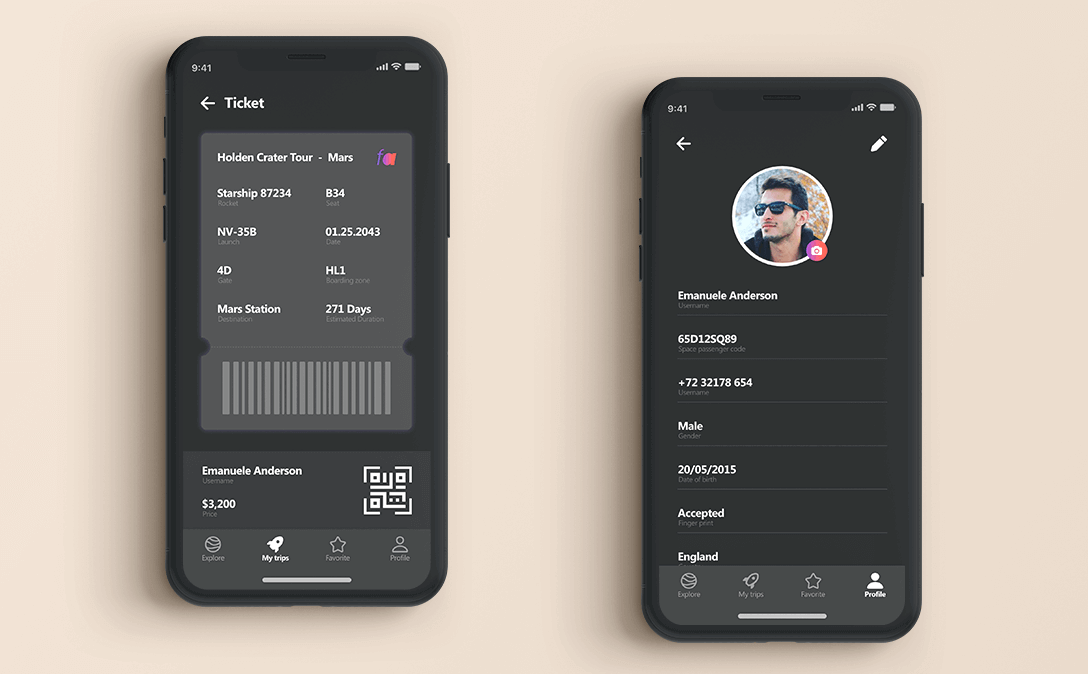 9:41
Ticket
Holden Crater Tour - Mars
Starship 87234 B34
Rocket Seat
NV-35B 01.25.2043
Launch Date
4D HL1
Gate Boarding zone
Mars Station 271 Days
Destination Estimated Duration
Emanuele Anderson
Username
$3,200
Price
Explore My trips Favorite Profile
9:41
Emanuele Anderson
Username
65D12SQ89
Space passenger code
+72 32178 654
Username
Male
Gender
20/05/2015
Date of birth
Accepted
Finger print
England
Explore My trips Favorite Profile